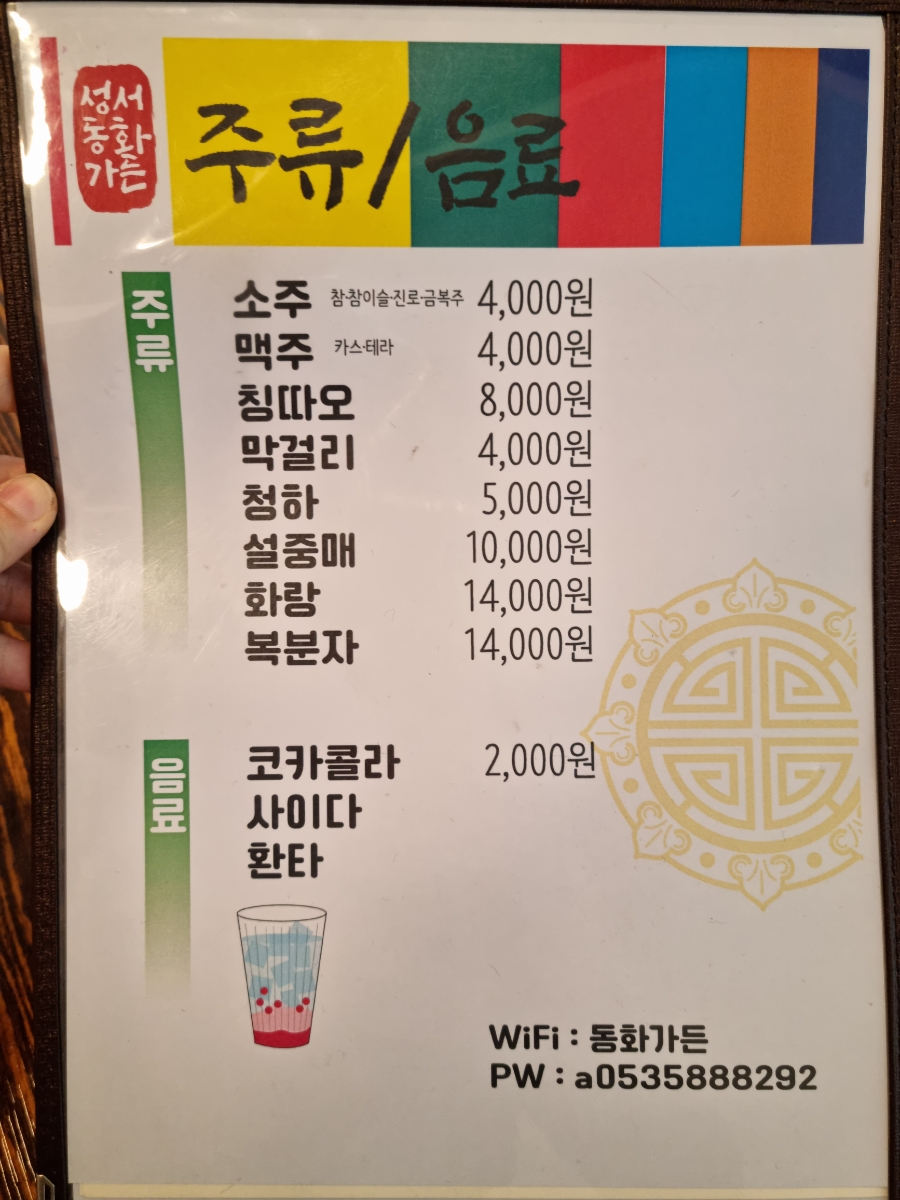 성서
동화
가든
주류/음료
주류
소주 참·참이슬·진로·금복주 4,000원
맥주 카스·테라 4,000원
칭따오 8,000원
막걸리 4,000원
청하 5,000원
설중매 10,000원
화랑 14,000원
복분자 14,000원
음료
코카콜라 2,000원
사이다
환타
WiFi : 동화가든
PW : a0535888292